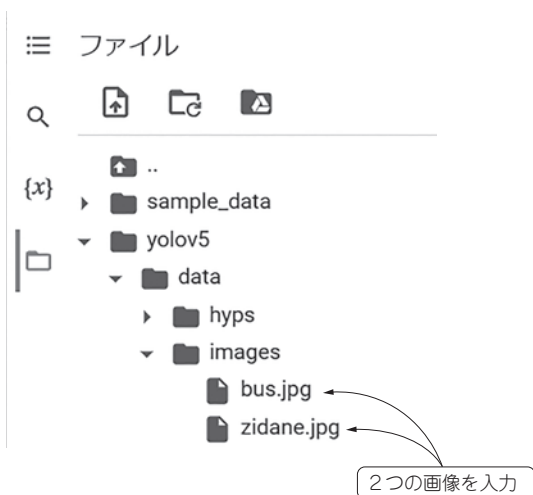 ファイル
{x}
..
sample_data
yolov5
data
hyps
images
bus.jpg
zidane.jpg
2つの画像を入力